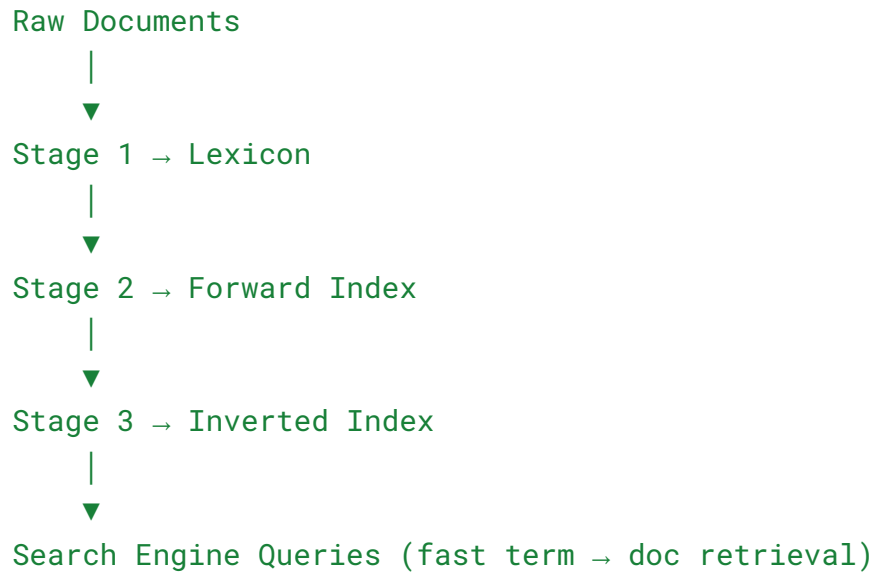 Raw Documents
│
▼
Stage 1 → Lexicon
│
▼
Stage 2 → Forward Index
│
▼
Stage 3 → Inverted Index
│
▼
Search Engine Queries (fast term → doc retrieval)